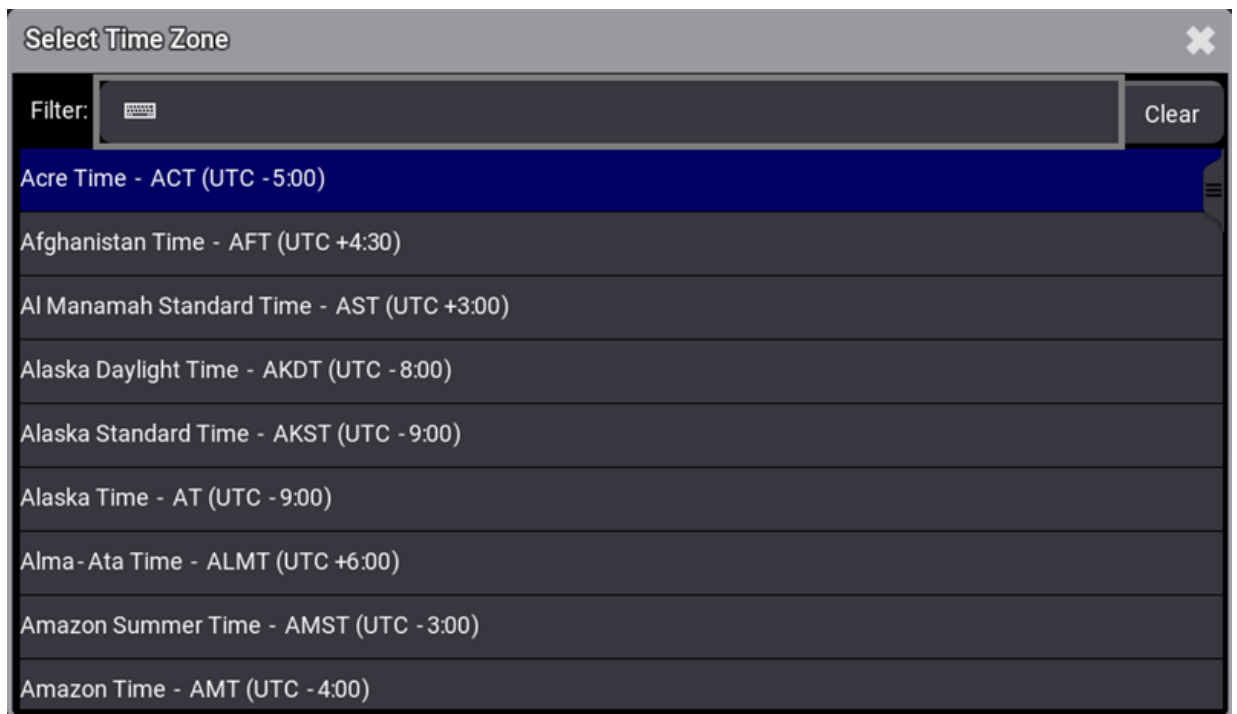 Select Time Zone
Filter:
Clear
Acre Time - ACT (UTC -5:00)
Afghanistan Time - AFT (UTC +4:30)
Al Manamah Standard Time - AST (UTC +3:00)
Alaska Daylight Time - AKDT (UTC -8:00)
Alaska Standard Time - AKST (UTC -9:00)
Alaska Time - AT (UTC -9:00)
Alma-Ata Time - ALMT (UTC +6:00)
Amazon Summer Time - AMST (UTC -3:00)
Amazon Time - AMT (UTC -4:00)